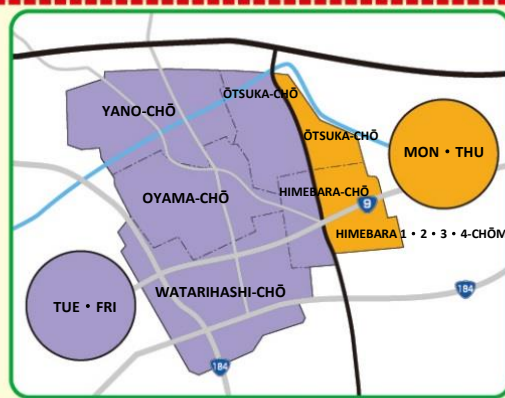 YANO-CHŌ
ŌTSUKA-CHŌ
ŌTSUKA-CHŌ
MON・THU
OYAMA-CHŌ
HIMEBARA-CHŌ
9
HIMEBARA 1・2・3・4-CHŌM
WATARIHASHI-CHŌ
TUE・FRI
184
184